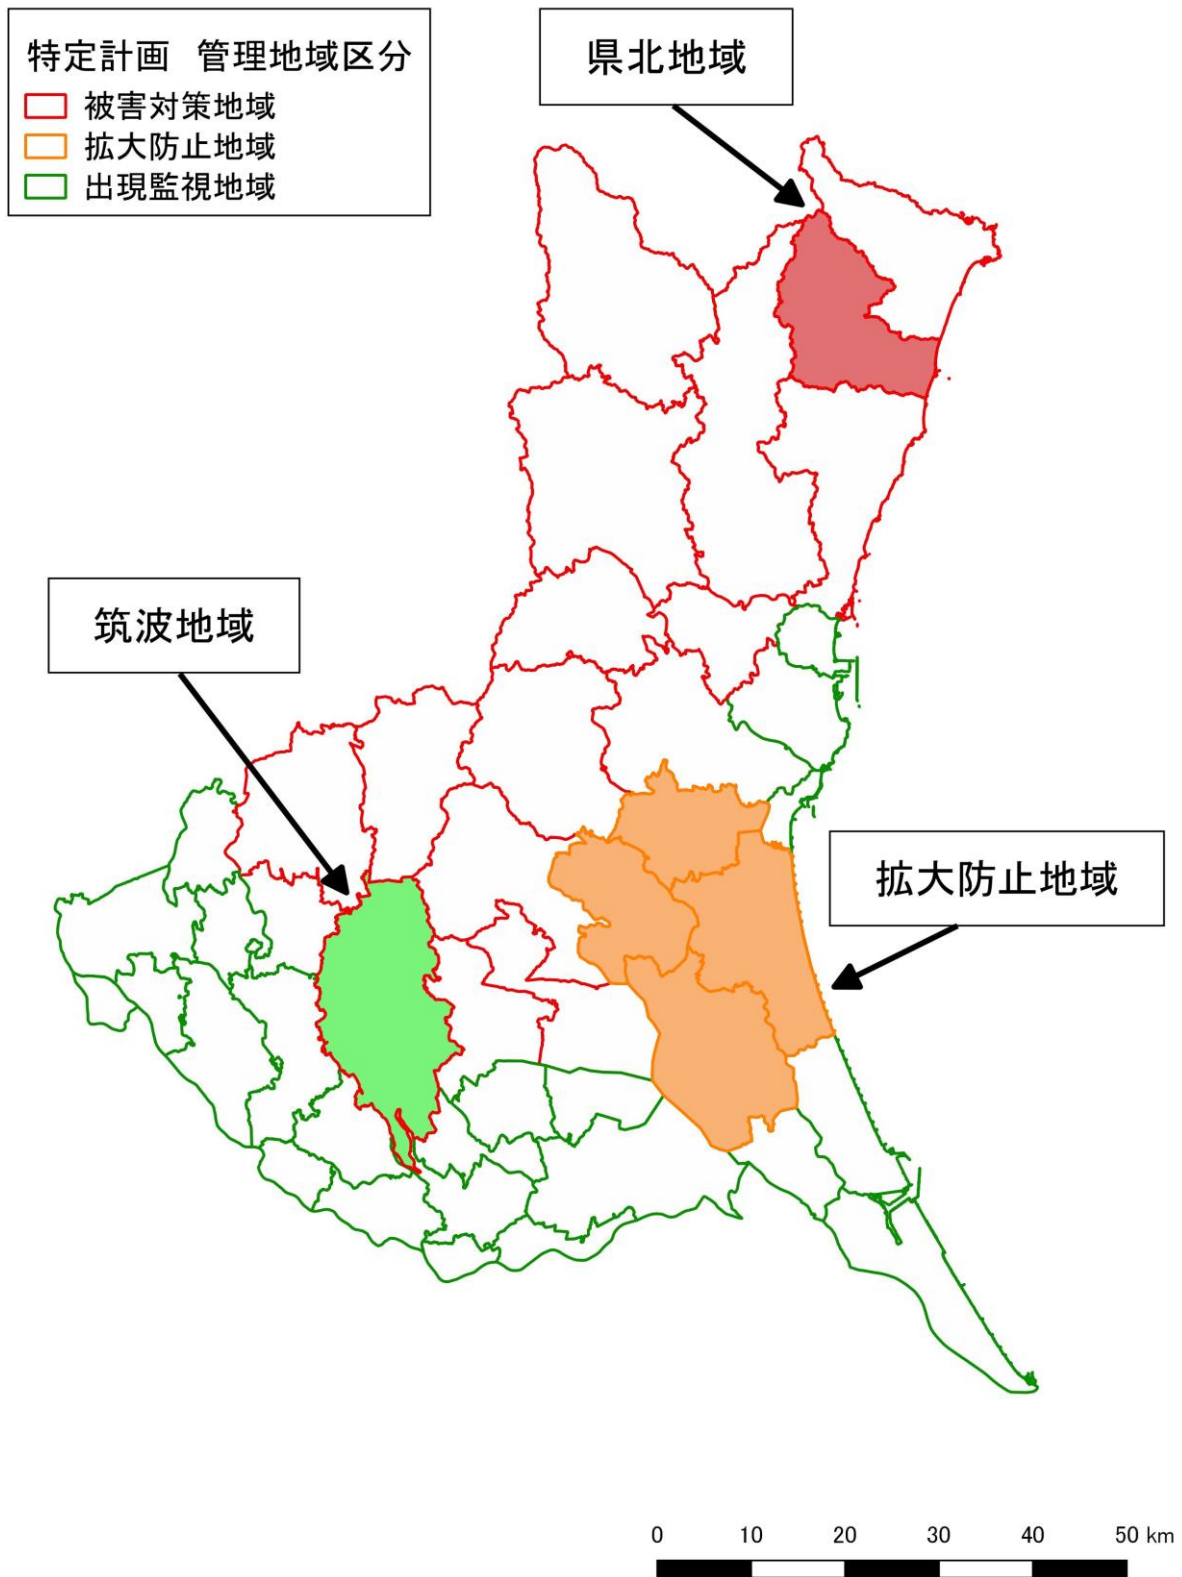 特定計画 管理地域区分
被害対策地域
拡大防止地域
出現監視地域
県北地域
筑波地域
拡大防止地域
0 10 20 30 40 50 km